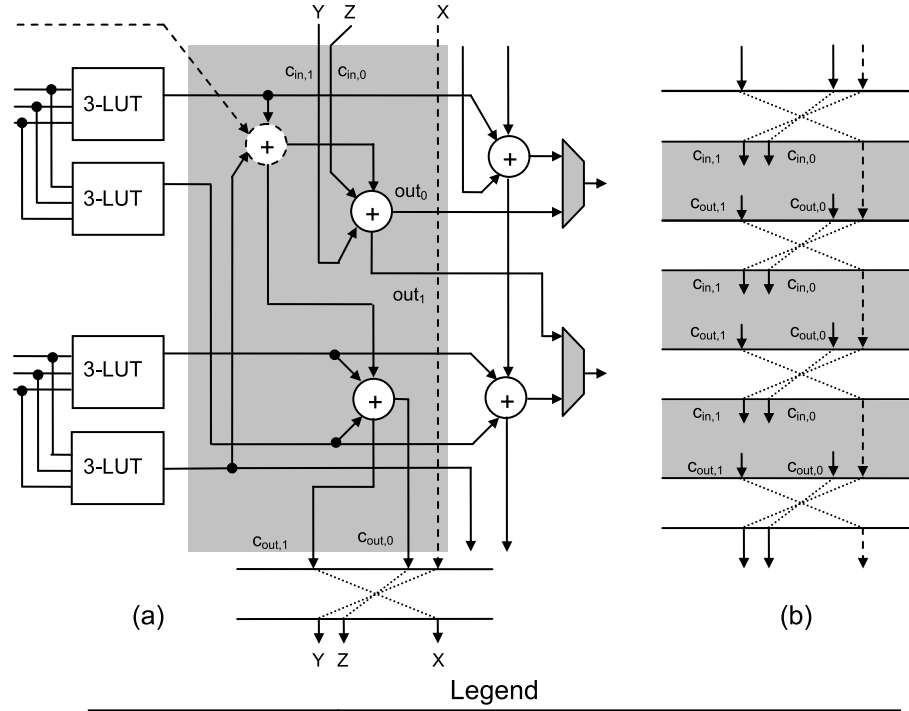 Y Z X
c_in,1 c_in,0
3-LUT
+
+
+
3-LUT
out_0
+
out_1
3-LUT
+
+
3-LUT
c_out,1 c_out,0
(a)
Y Z X
c_in,1 c_in,0
c_out,1 c_out,0
c_in,1 c_in,0
c_out,1 c_out,0
c_in,1 c_in,0
c_out,1 c_out,0
(b)
Legend